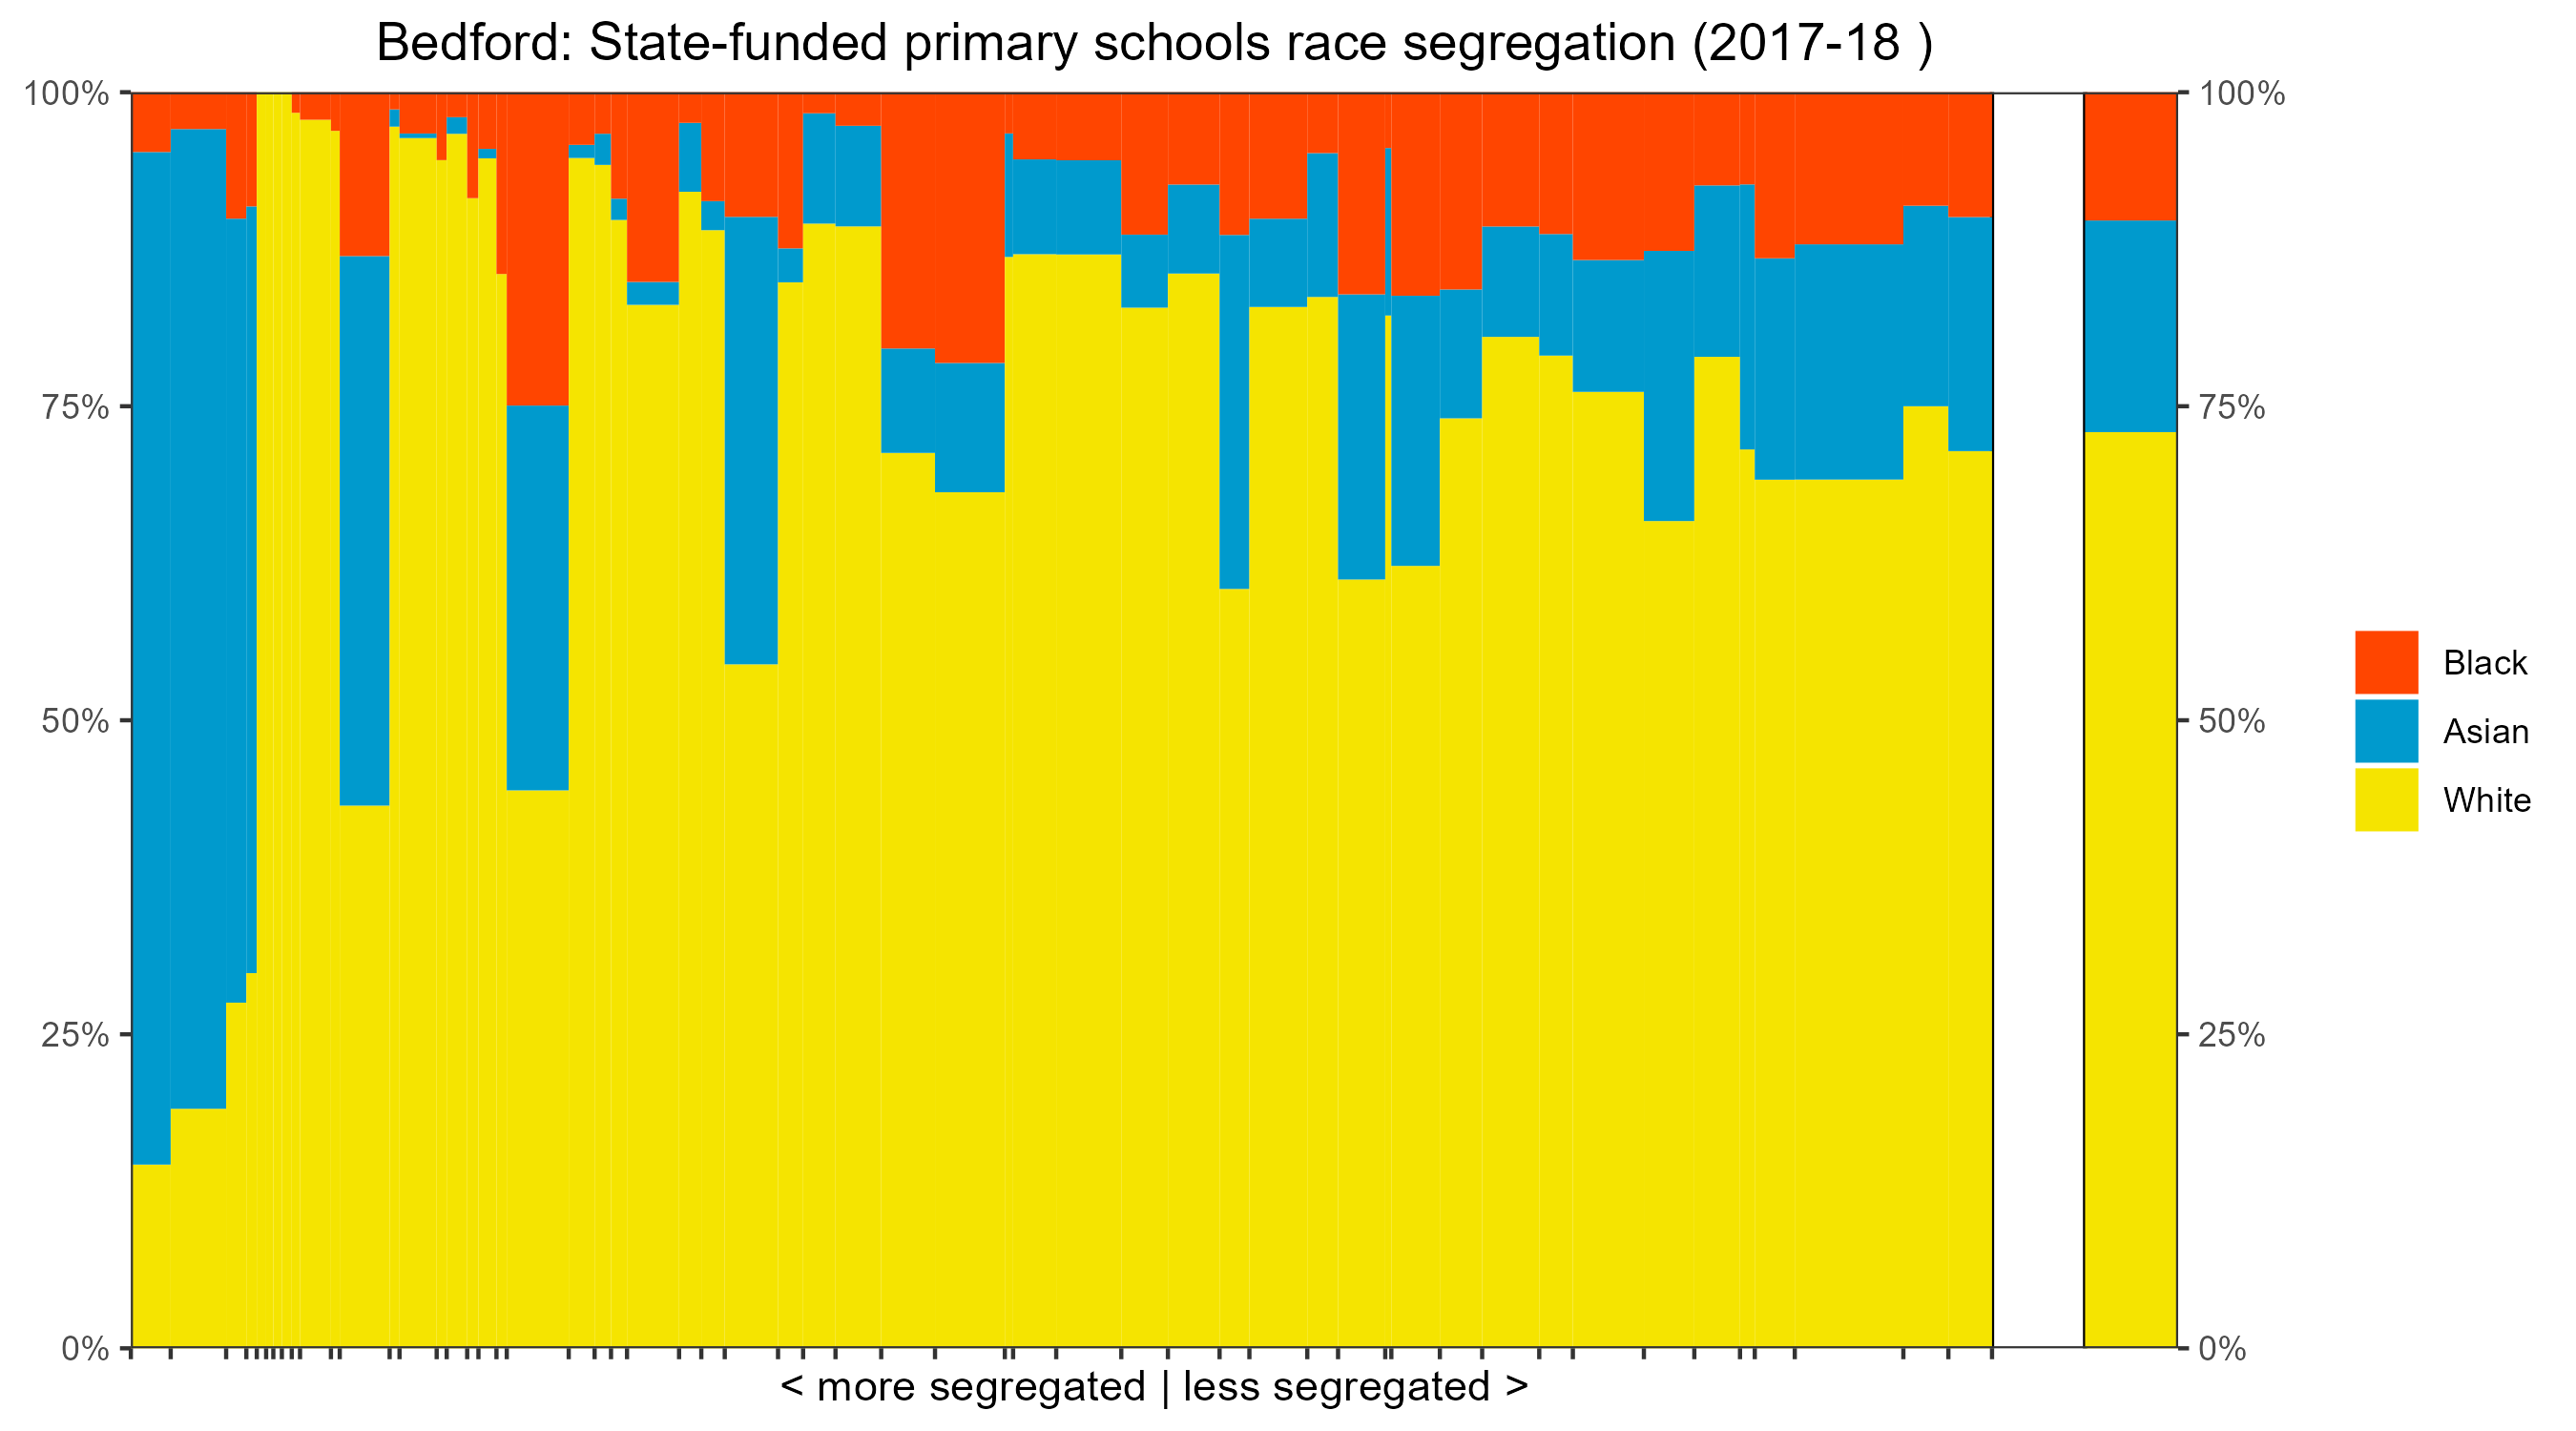 Bedford: State-funded primary schools race segregation (2017-18 )
100%
75%
50%
25%
0%
100%
75%
50%
25%
0%
Black
Asian
White
< more segregated | less segregated >